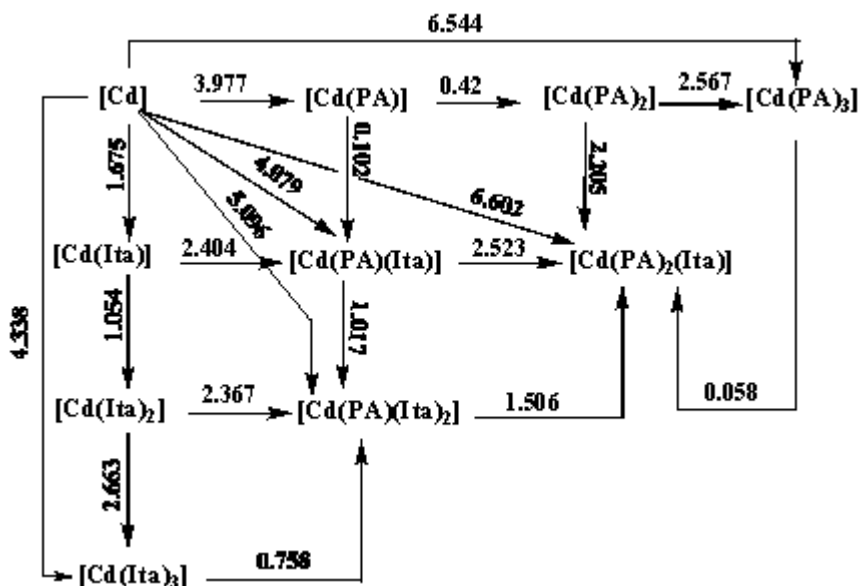 6.544
[Cd] 3.977 [Cd(PA)] 0.42 [Cd(PA)2] 2.567 [Cd(PA)3]
1.675 4.979 0.102 2.205
5.096 6.602
[Cd(Ita)] 2.404 [Cd(PA)(Ita)] 2.523 [Cd(PA)2(Ita)]
4.338 1.054 1.017
[Cd(Ita)2] 2.367 [Cd(PA)(Ita)2] 1.506 0.058
2.663
[Cd(Ita)3] 0.758